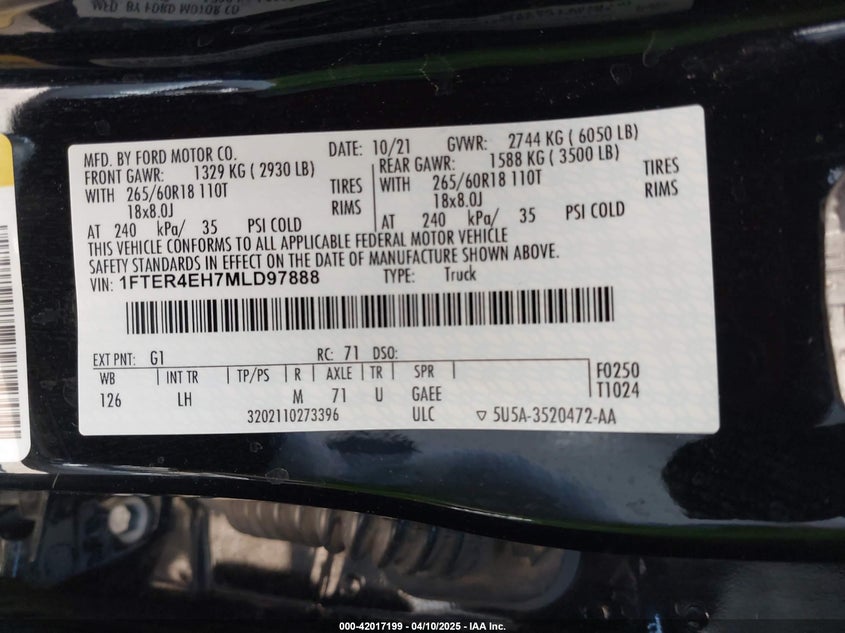 MFD. BY FORD MOTOR CO.
MFD. BY FORD MOTOR CO. DATE: 10/21 GVWR: 2744 KG ( 6050 LB)
FRONT GAWR: 1329 KG ( 2930 LB) REAR GAWR: 1588 KG ( 3500 LB)
WITH 265/60R18 110T TIRES WITH 265/60R18 110T TIRES
18x8.0J RIMS 18x8.0J RIMS
AT 240 kPa/ 35 PSI COLD AT 240 kPa/ 35 PSI COLD
THIS VEHICLE CONFORMS TO ALL APPLICABLE FEDERAL MOTOR VEHICLE
SAFETY STANDARDS IN EFFECT ON THE DATE OF MANUFACTURE SHOWN ABOVE.
VIN: 1FTER4EH7MLD97888 TYPE: Truck
EXT PNT: G1 RC: 71 DSO:
WB INT TR TP/PS R AXLE TR SPR F0250
126 LH M 71 U GAEE T1024
3202110273396 ULC ▽ 5U5A-3520472-AA
000-42017199 - 04/10/2025 - IAA Inc.